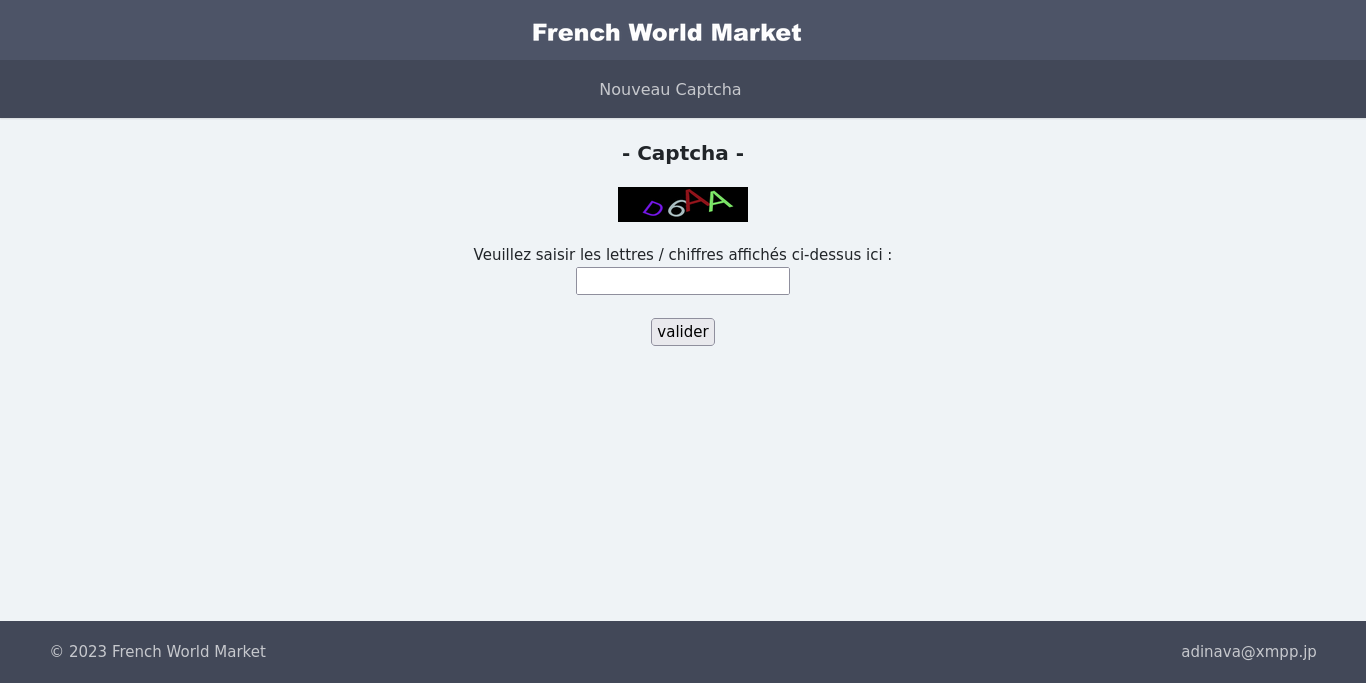 French World Market
Nouveau Captcha
- Captcha -
D6AA
Veuillez saisir les lettres / chiffres affichés ci-dessus ici :
valider
© 2023 French World Market
adinava@xmpp.jp